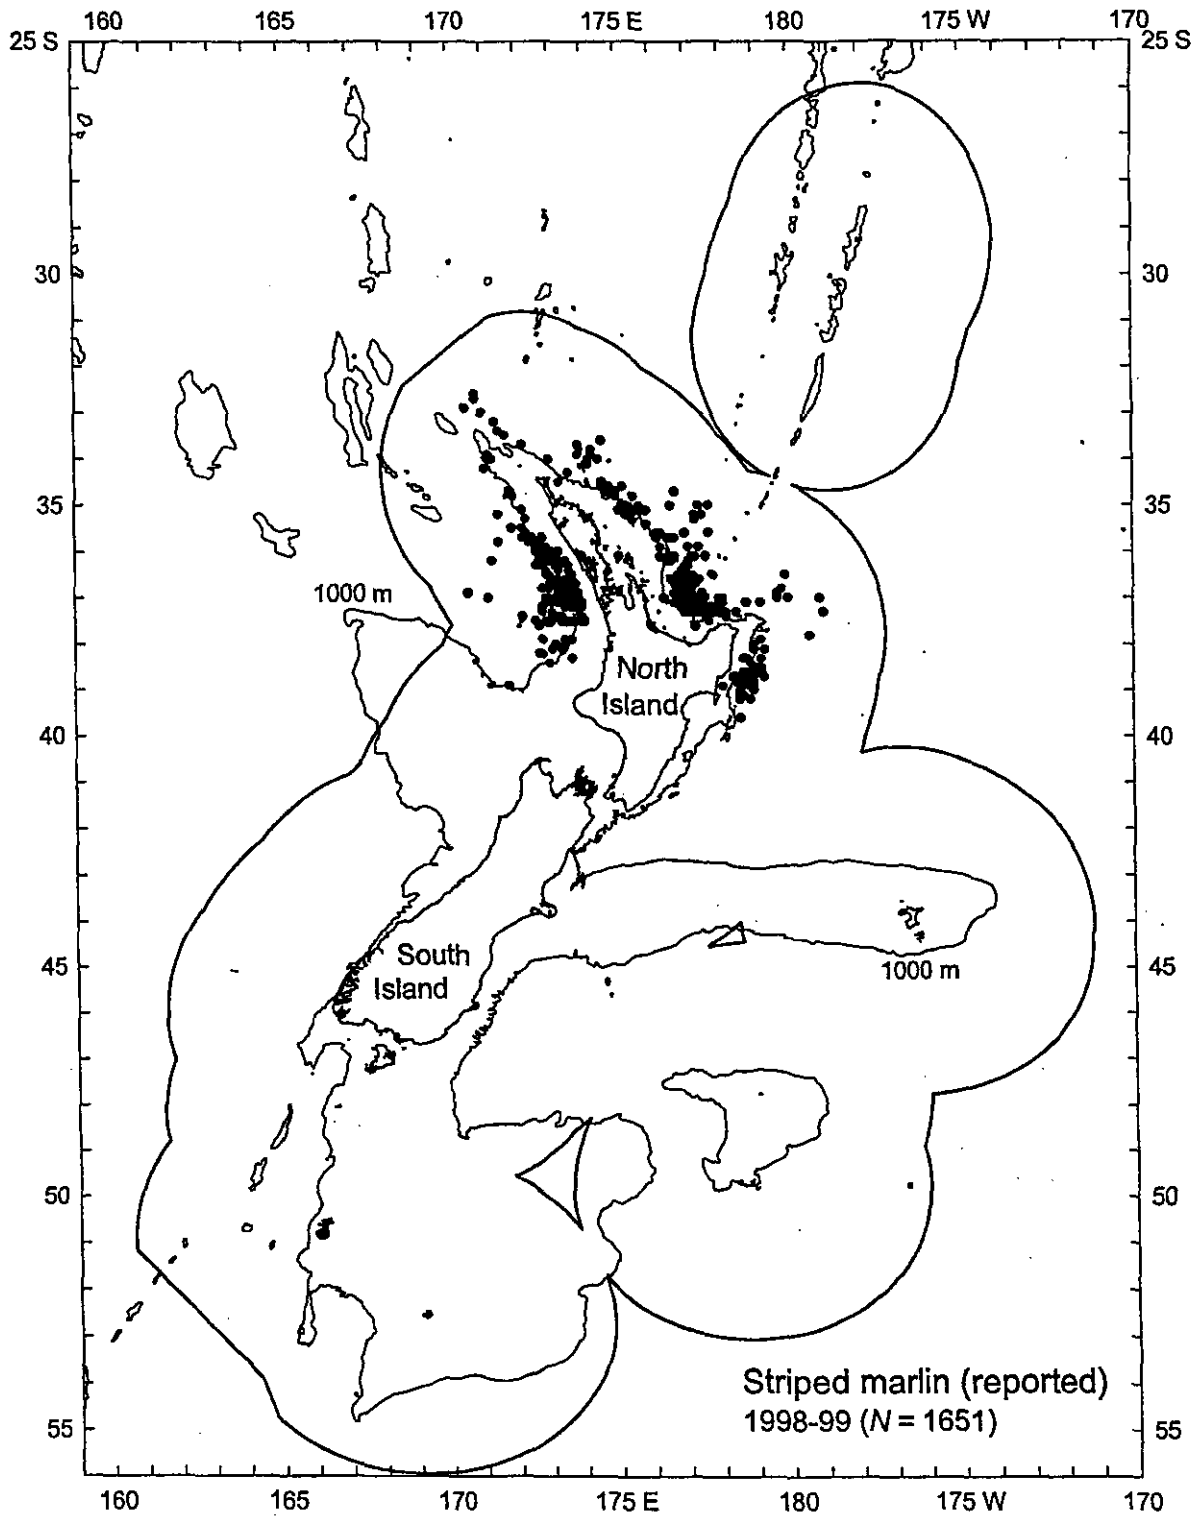 160 170 175 E 180 175 W 170
25 S 25 S
30 30
35 35
1000 m
North
Island
40 40
South
Island
45 45
1000 m
50 50
Striped marlin (reported)
1998-99 (N = 1651)
55 55
160 165 170 175 E 180 175 W 170